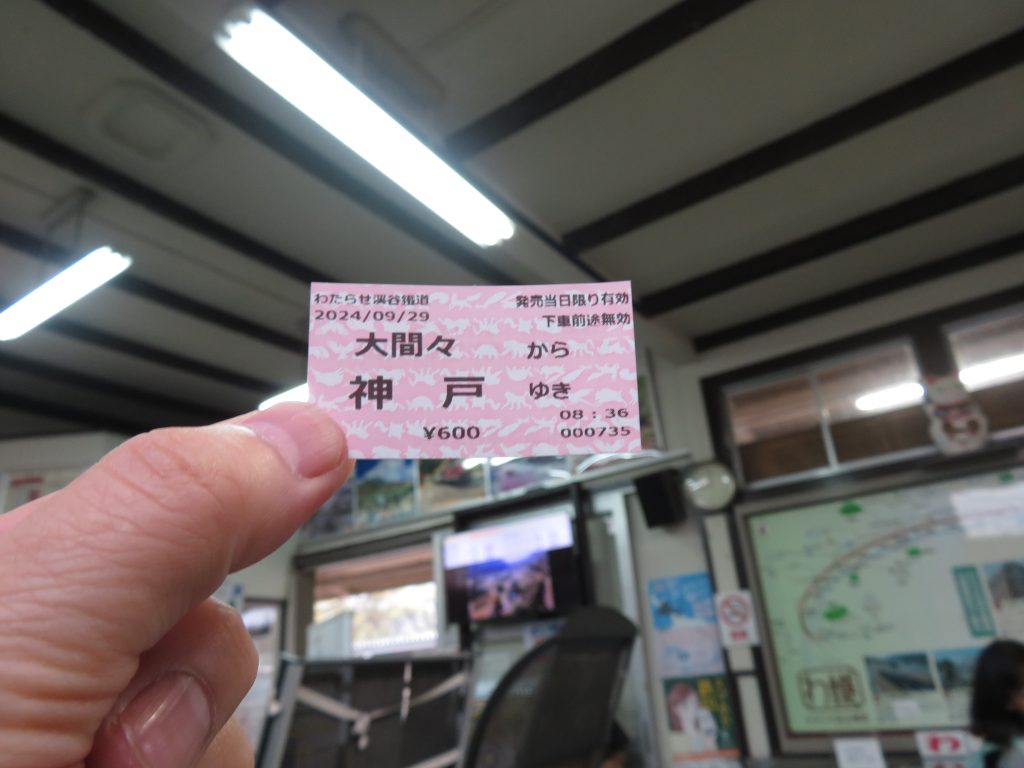 わたらせ渓谷鐵道 発売当日限り有効
2024/09/29 下車前途無効
大間々 から
神戸 ゆき
08：36
¥600 000735
わ鐵